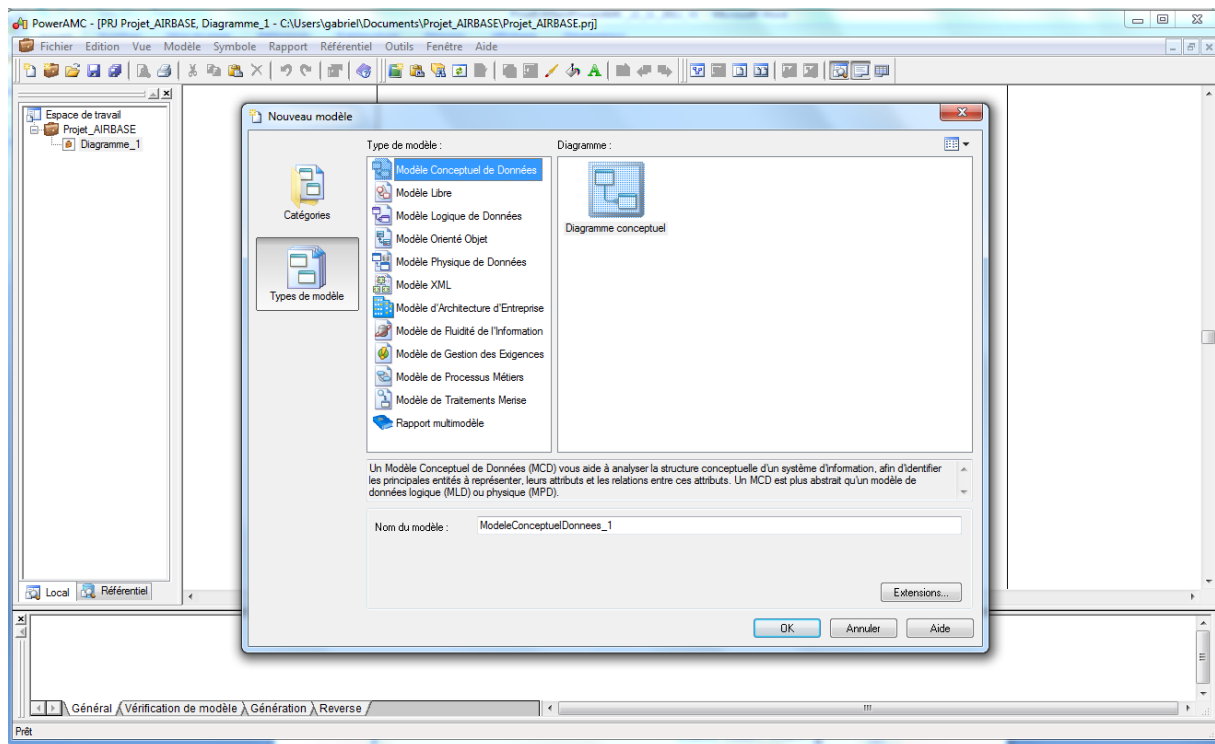 PowerAMC - [PRJ Projet_AIRBASE, Diagramme_1 - C:\Users\gabriel\Documents\Projet_AIRBASE\Projet_AIRBASE.prj]
Fichier Edition Vue Modèle Symbole Rapport Référentiel Outils Fenêtre Aide
Espace de travail
Projet_AIRBASE
Diagramme_1
Nouveau modèle
Type de modèle :
Diagramme :
Catégories
Types de modèle
Modèle Conceptuel de Données
Modèle Libre
Modèle Logique de Données
Modèle Orienté Objet
Modèle Physique de Données
Modèle XML
Modèle d'Architecture d'Entreprise
Modèle de Fluidité de l'Information
Modèle de Gestion des Exigences
Modèle de Processus Métiers
Modèle de Traitements Merise
Rapport multimodèle
Diagramme conceptuel
Un Modèle Conceptuel de Données (MCD) vous aide à analyser la structure conceptuelle d'un système d'information, afin d'identifier
les principales entités à représenter, leurs attributs et les relations entre ces attributs. Un MCD est plus abstrait qu'un modèle de
données logique (MLD) ou physique (MPD).
Nom du modèle :
ModeleConceptuelDonnees_1
Extensions...
OK
Annuler
Aide
Local
Référentiel
Général
Vérification de modèle
Génération
Reverse
Prêt